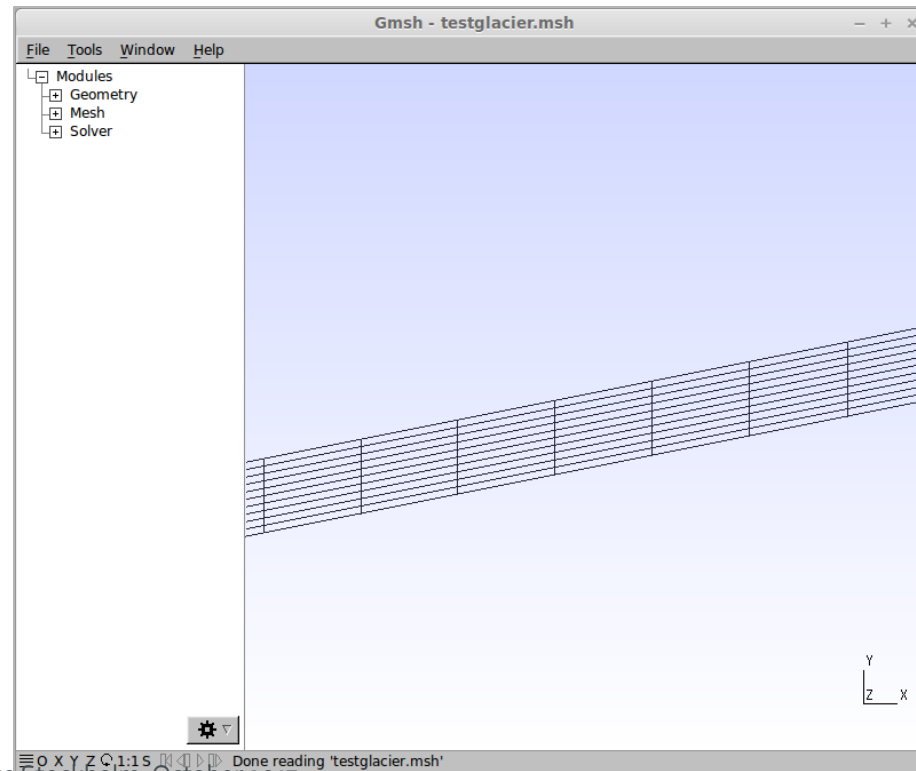 Gmsh - testglacier.msh
File Tools Window Help
Modules
Geometry
Mesh
Solver
Y
Z X
O X Y Z 1:1 S Done reading 'testglacier.msh'